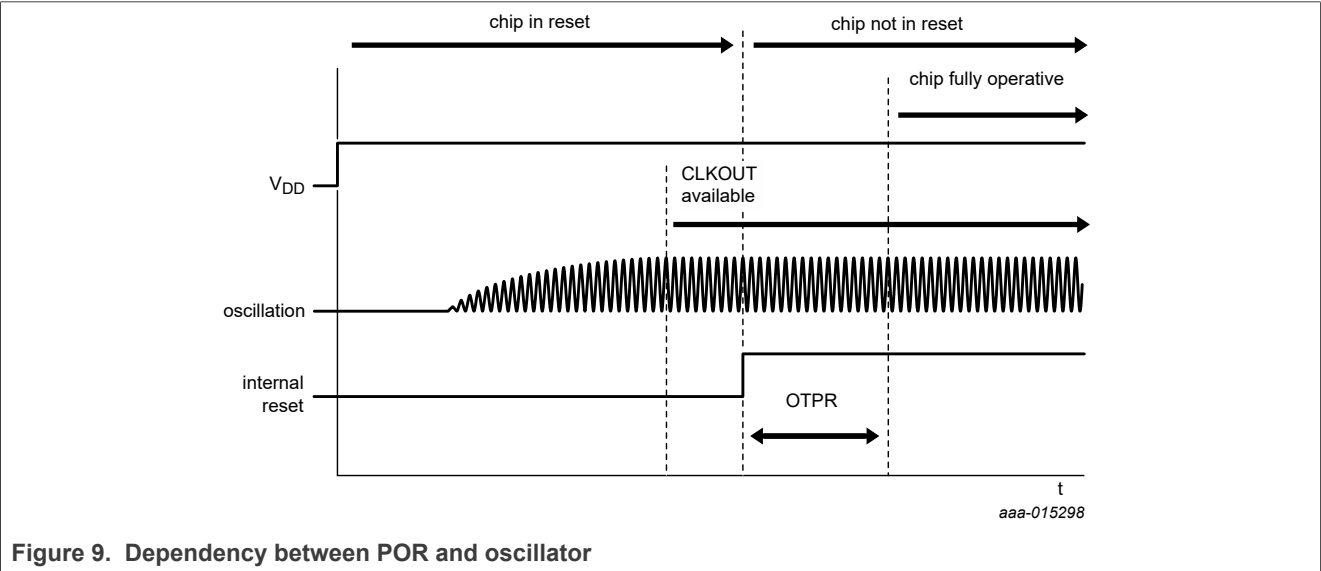 chip in reset
chip not in reset
chip fully operative
VDD
CLKOUT
available
oscillation
internal
reset
OTPR
t
aaa-015298
Figure 9. Dependency between POR and oscillator